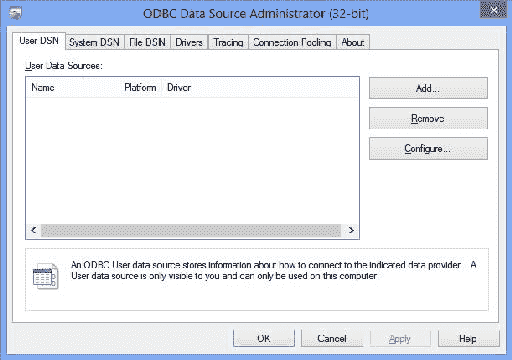 ODBC Data Source Administrator (32-bit)
User DSN System DSN File DSN Drivers Tracing Connection Pooling About
User Data Sources:
Name Platform Driver
Add...
Remove
Configure...
An ODBC User data source stores information about how to connect to the indicated data provider. A
User data source is only visible to you and can only be used on this computer.
OK Cancel Apply Help